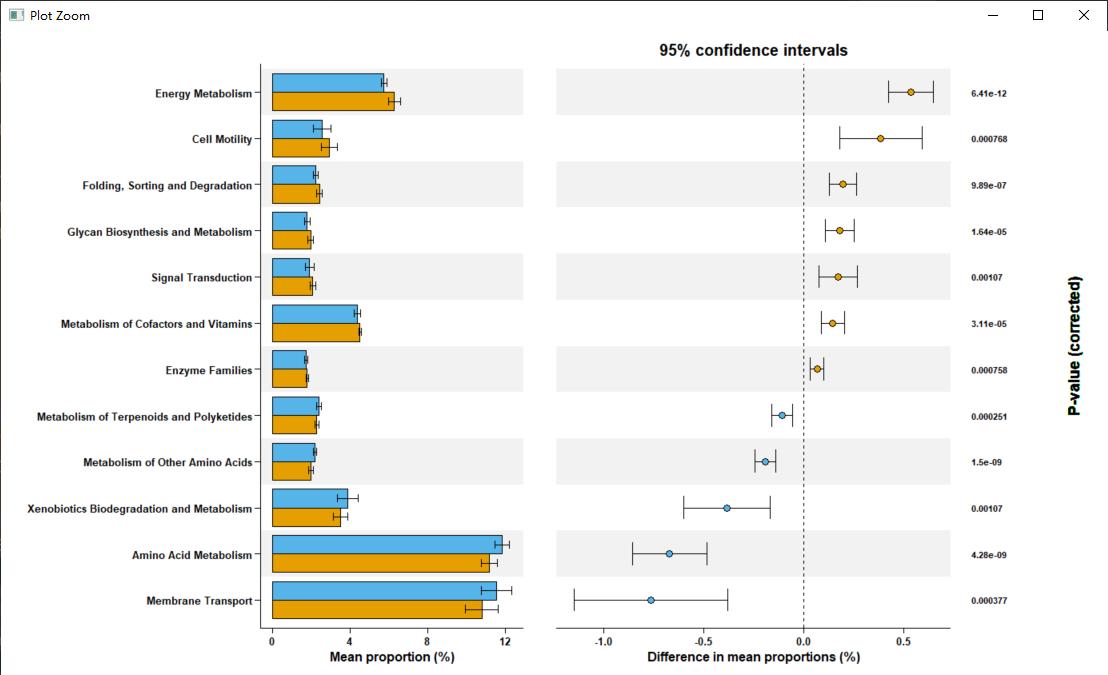 Plot Zoom
95% confidence intervals
Energy Metabolism 6.41e-12
Cell Motility 0.000768
Folding, Sorting and Degradation 9.89e-07
Glycan Biosynthesis and Metabolism 1.64e-05
Signal Transduction 0.00107
Metabolism of Cofactors and Vitamins 3.11e-05
Enzyme Families 0.000758
Metabolism of Terpenoids and Polyketides 0.000251
Metabolism of Other Amino Acids 1.5e-09
Xenobiotics Biodegradation and Metabolism 0.00107
Amino Acid Metabolism 4.28e-09
Membrane Transport 0.000377
P-value (corrected)
0 4 8 12 -1.0 -0.5 0.0 0.5
Mean proportion (%) Difference in mean proportions (%)